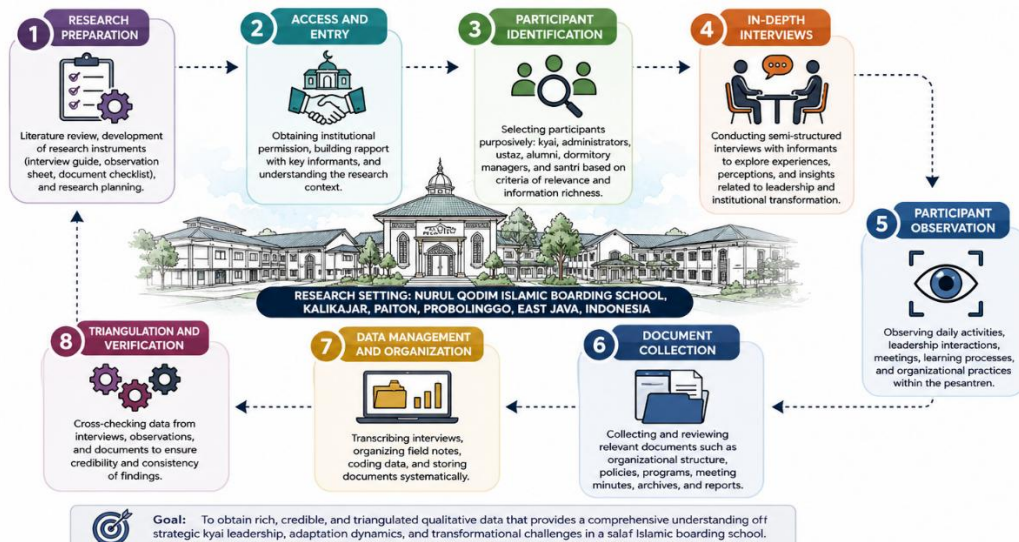 1
RESEARCH
PREPARATION
Literature review, development
of research instruments
(interview guide, observation
sheet, document checklist),
and research planning.
2
ACCESS AND
ENTRY
Obtaining institutional
permission, building rapport
with key informants, and
understanding the research
context.
3
PARTICIPANT
IDENTIFICATION
Selecting participants
purposively: kyai, administrators,
ustaz, alumni, dormitory
managers, and santri based on
criteria of relevance and
information richness.
4
IN-DEPTH
INTERVIEWS
Conducting semi-structured
interviews with informants
to explore experiences,
perceptions, and insights
related to leadership and
institutional transformation.
5
PARTICIPANT
OBSERVATION
Observing daily activities,
leadership interactions,
meetings, learning processes,
and organizational practices
within the pesantren.
RESEARCH SETTING: NURUL QODIM ISLAMIC BOARDING SCHOOL,
KALIKAJAR, PAITON, PROBOLINGGO, EAST JAVA, INDONESIA
6
DOCUMENT
COLLECTION
Collecting and reviewing
relevant documents such as
organizational structure,
policies, programs, meeting
minutes, archives, and reports.
7
DATA MANAGEMENT
AND ORGANIZATION
Transcribing interviews,
organizing field notes,
coding data, and storing
documents systematically.
8
TRIANGULATION AND
VERIFICATION
Cross-checking data from
interviews, observations,
and documents to ensure
credibility and consistency
of findings.
Goal: To obtain rich, credible, and triangulated qualitative data that provides a comprehensive understanding off
strategic kyai leadership, adaptation dynamics, and transformational challenges in a salaf Islamic boarding school.